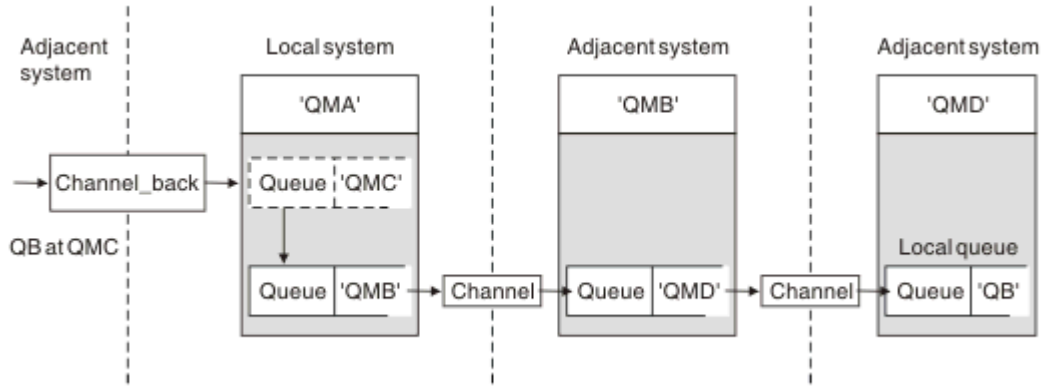 Adjacent
system
Local system
Adjacent system
Adjacent system
'QMA'
'QMB'
'QMD'
Channel_back
Queue 'QMC'
QB at QMC
Local queue
Queue 'QMB'
Channel
Queue 'QMD'
Channel
Queue 'QB'